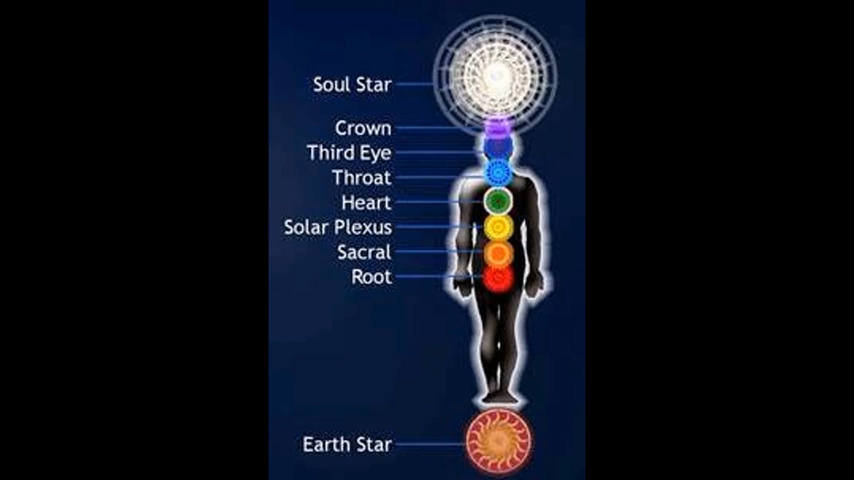 Soul Star
Crown
Third Eye
Throat
Heart
Solar Plexus
Sacral
Root
Earth Star